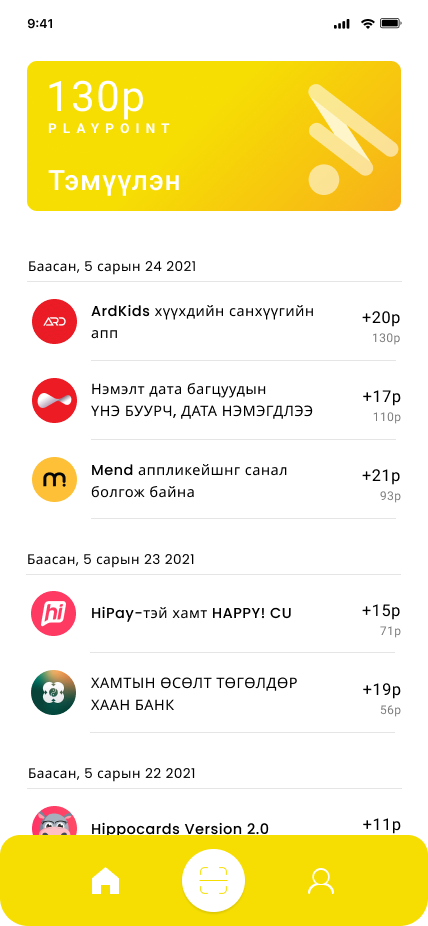 9:41
130p
PLAYPOINT
Тэмүүлэн
Баасан, 5 сарын 24 2021
ARD
ArdKids хүүхдийн санхүүгийн
апп
+20p
130p
Нэмэлт дата багцуудын
ҮНЭ БУУРЧ, ДАТА НЭМЭГДЛЭЭ
+17p
110p
m
Mend аппликейшнг санал
болгож байна
+21p
93p
Баасан, 5 сарын 23 2021
hi
HiPay-тэй хамт HAPPY! CU
+15p
71p
ХАМТЫН ӨСӨЛТ ТӨГӨЛДӨР
ХААН БАНК
+19p
56p
Баасан, 5 сарын 22 2021
Hippocards Version 2.0
+11p